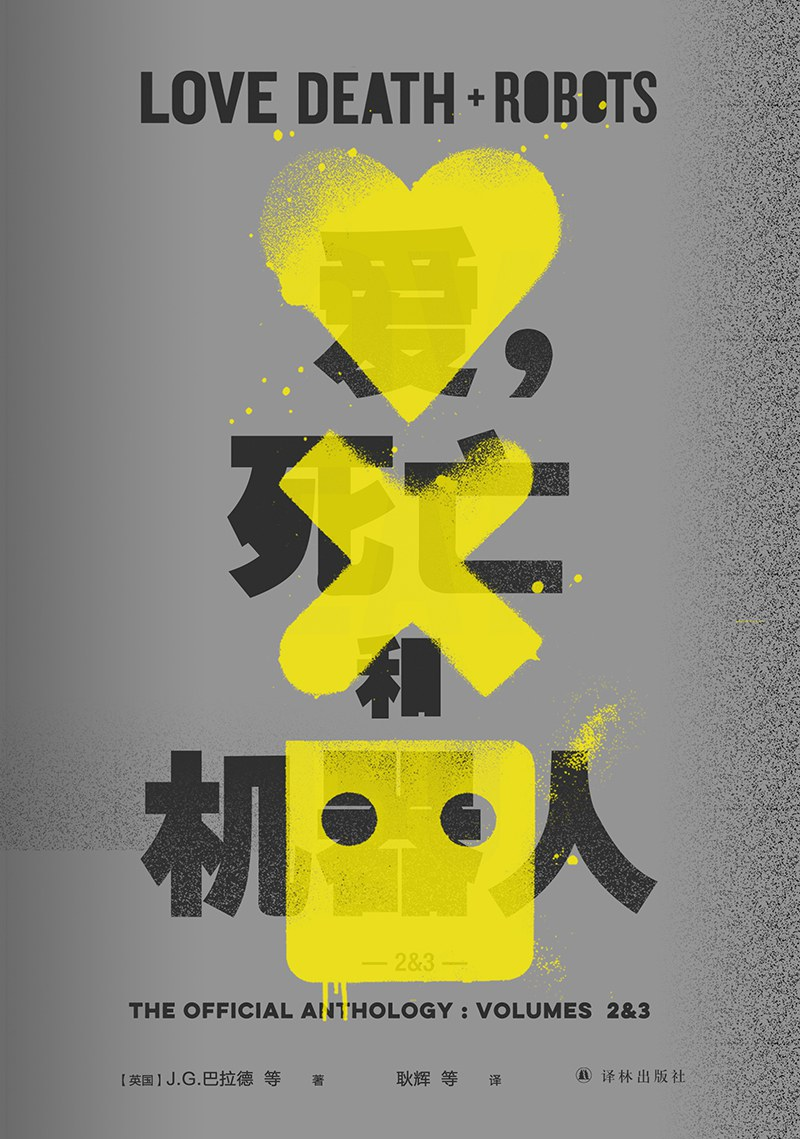 LOVE DEATH + ROBOTS
爱，
死亡
和
机器人
— 2&3 —
THE OFFICIAL ANTHOLOGY : VOLUMES 2&3
【英国】J.G.巴拉德 等 著 耿辉 等 译 译林出版社